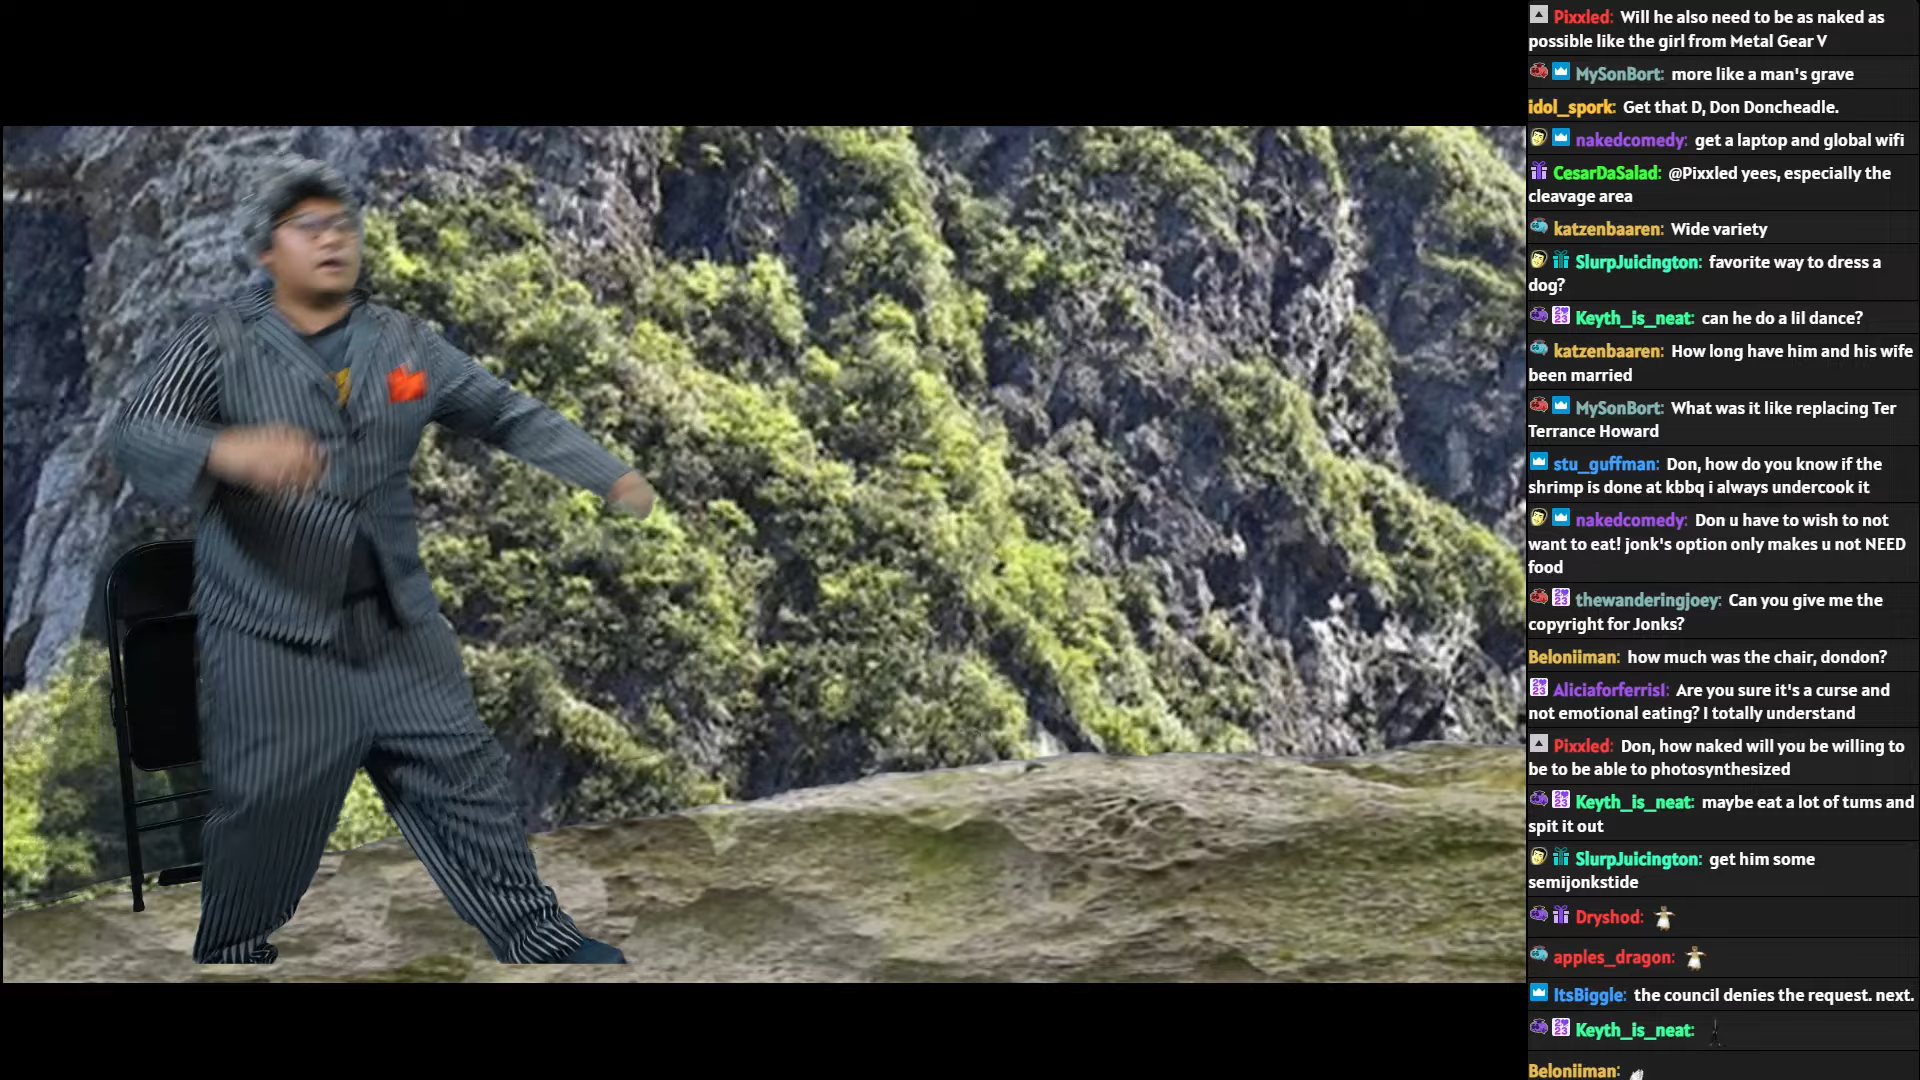 Pixxled: Will he also need to be as naked as
possible like the girl from Metal Gear V
MySonBort: more like a man's grave
idol_spork: Get that D, Don Doncheadle.
nakedcomedy: get a laptop and global wifi
CesarDaSalad: @Pixxled yees, especially the
cleavage area
katzenbaaren: Wide variety
SlurpJuicington: favorite way to dress a
dog?
Keyth_is_neat: can he do a lil dance?
katzenbaaren: How long have him and his wife
been married
MySonBort: What was it like replacing Ter
Terrance Howard
stu_guffman: Don, how do you know if the
shrimp is done at kbbq i always undercook it
nakedcomedy: Don u have to wish to not
want to eat! jonk's option only makes u not NEED
food
thewanderingjoey: Can you give me the
copyright for Jonks?
Beloniiman: how much was the chair, dondon?
AliciaforferrisI: Are you sure it's a curse and
not emotional eating? I totally understand
Pixxled: Don, how naked will you be willing to
be to be able to photosynthesized
Keyth_is_neat: maybe eat a lot of tums and
spit it out
SlurpJuicington: get him some
semijonkstide
Dryshod:
apples_dragon:
ItsBiggle: the council denies the request. next.
Keyth_is_neat:
Beloniiman: